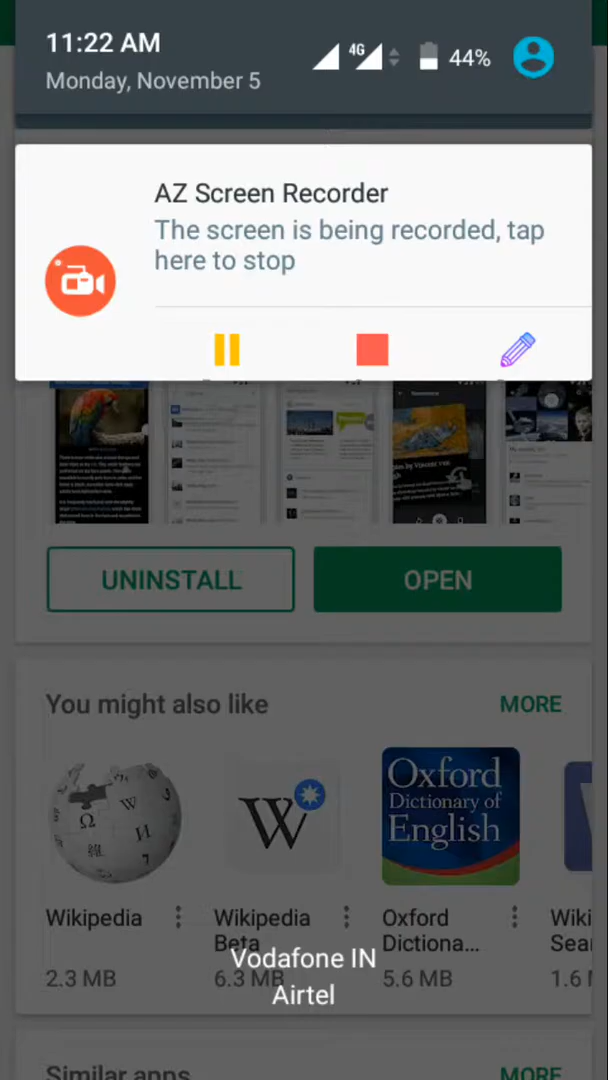 11:22 AM
4G
44%
Monday, November 5
AZ Screen Recorder
The screen is being recorded, tap
here to stop
UNINSTALL
OPEN
You might also like
MORE
Oxford
Dictionary of
English
Wikipedia
Wikipedia
Beta
Oxford
Dictiona...
Wiki
Sea
2.3 MB
6.3 MB
5.6 MB
1.6
Vodafone IN
Airtel
Similar apps
MORE